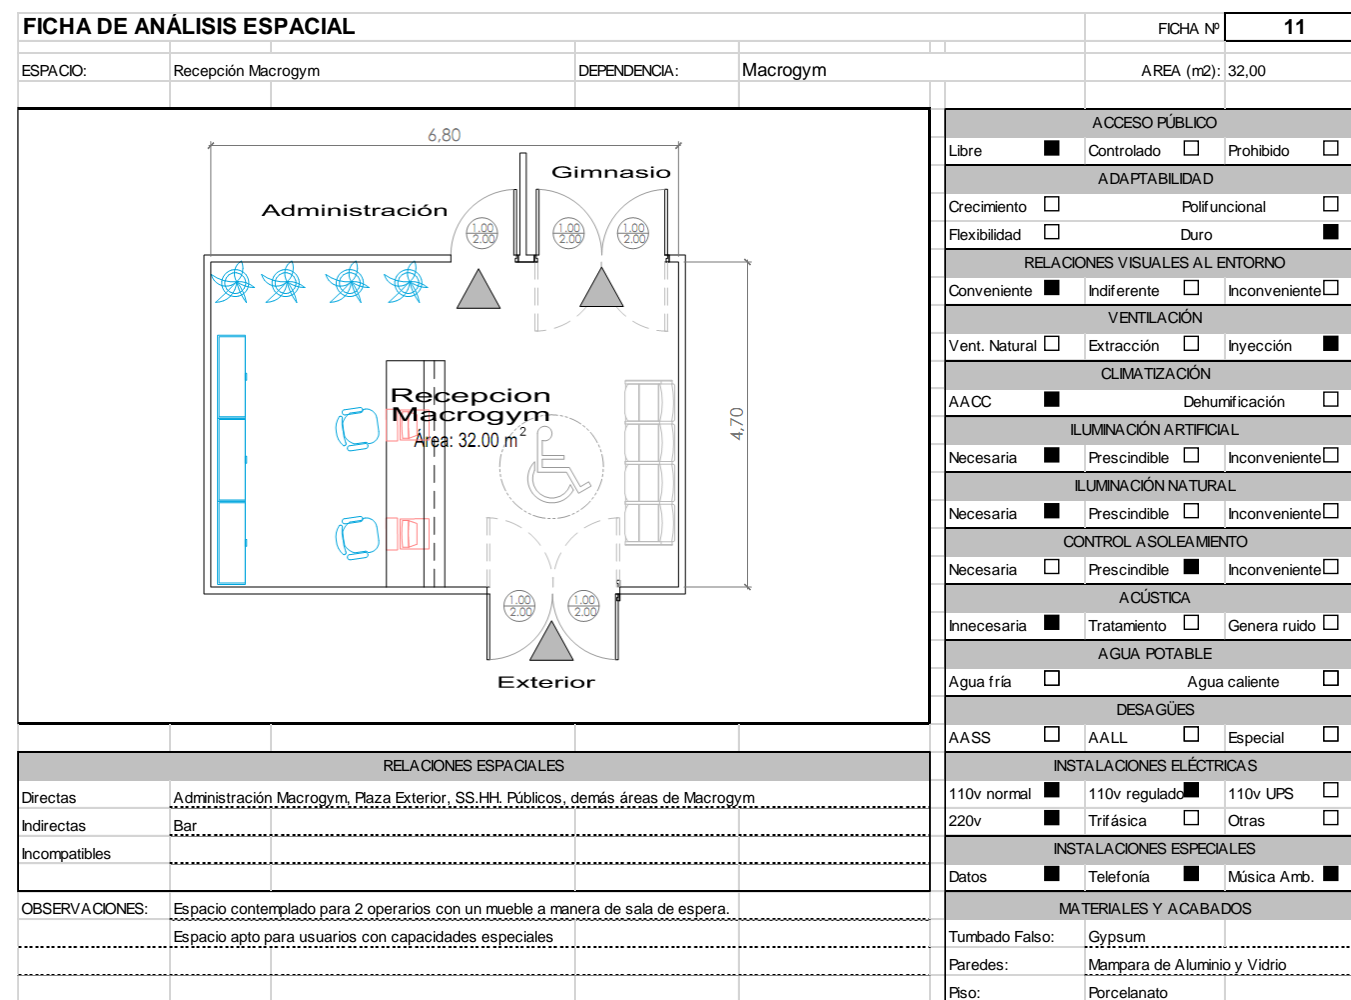 FICHA DE ANÁLISIS ESPACIAL FICHA Nº 11
ESPACIO: Recepción Macrogym DEPENDENCIA: Macrogym AREA (m2): 32,00
6,80
Gimnasio
Administración
1.00 1.00 1.00
2.00 2.00 2.00
Recepcion
Macrogym
Área: 32.00 m2
4,70
1.00 1.00
2.00 2.00
Exterior
ACCESO PÚBLICO
Libre Controlado Prohibido
ADAPTABILIDAD
Crecimiento Polifuncional
Flexibilidad Duro
RELACIONES VISUALES AL ENTORNO
Conveniente Indiferente Inconveniente
VENTILACIÓN
Vent. Natural Extracción Inyección
CLIMATIZACIÓN
AACC Dehumificación
ILUMINACIÓN ARTIFICIAL
Necesaria Prescindible Inconveniente
ILUMINACIÓN NATURAL
Necesaria Prescindible Inconveniente
CONTROL ASOLEAMIENTO
Necesaria Prescindible Inconveniente
ACÚSTICA
Innecesaria Tratamiento Genera ruido
AGUA POTABLE
Agua fría Agua caliente
DESAGÜES
AASS AALL Especial
INSTALACIONES ELÉCTRICAS
110v normal 110v regulado 110v UPS
220v Trifásica Otras
INSTALACIONES ESPECIALES
Datos Telefonía Música Amb.
MATERIALES Y ACABADOS
Tumbado Falso: Gypsum
Paredes: Mampara de Aluminio y Vidrio
Piso: Porcelanato
RELACIONES ESPACIALES
Directas Administración Macrogym, Plaza Exterior, SS.HH. Públicos, demás áreas de Macrogym
Indirectas Bar
Incompatibles
OBSERVACIONES: Espacio contemplado para 2 operarios con un mueble a manera de sala de espera.
Espacio apto para usuarios con capacidades especiales